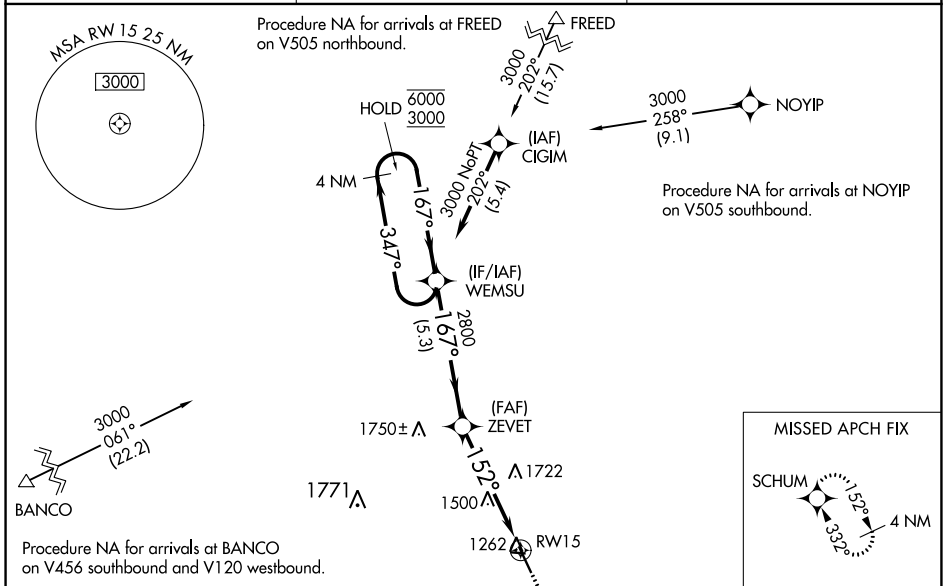 MSA RW 15 25 NM
3000
Procedure NA for arrivals at FREED
on V505 northbound.
FREED
3000
202°
(15.7)
HOLD
6000
3000
4 NM
167°
347°
(IAF)
CIGIM
3000 NoPT
202°
(5.4)
3000
258°
(9.1)
NOYIP
Procedure NA for arrivals at NOYIP
on V505 southbound.
(IF/IAF)
WEMSU
2800
167°
(5.3)
(FAF)
ZEVET
1750±
152°
1722
1771
1500
1262
RW15
3000
061°
(22.2)
BANCO
Procedure NA for arrivals at BANCO
on V456 southbound and V120 westbound.
MISSED APCH FIX
SCHUM
152°
332°
4 NM